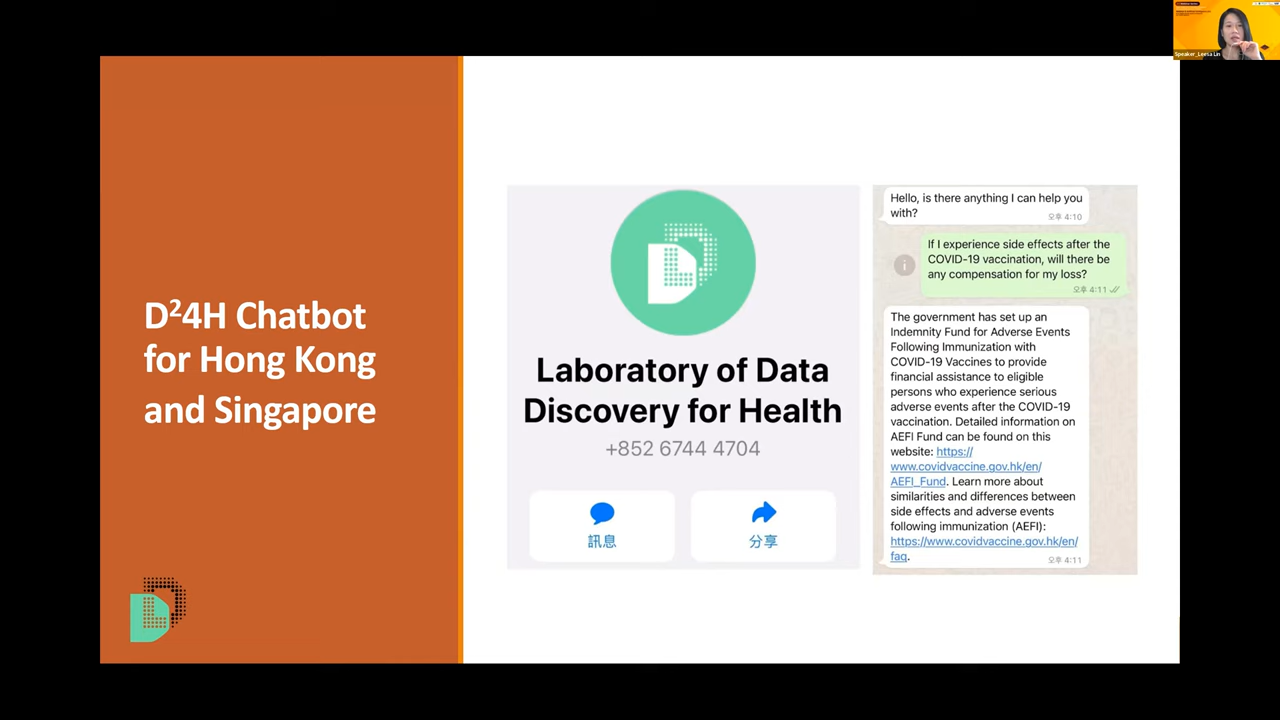 Speaker_Leesa Lin
D²4H Chatbot
for Hong Kong
and Singapore
Laboratory of Data
Discovery for Health
+852 6744 4704
訊息
分享
Hello, is there anything I can help you
with?
오후 4:10
If I experience side effects after the
COVID-19 vaccination, will there be
any compensation for my loss?
오후 4:11
The government has set up an
Indemnity Fund for Adverse Events
Following Immunization with
COVID-19 Vaccines to provide
financial assistance to eligible
persons who experience serious
adverse events after the COVID-19
vaccination. Detailed information on
AEFI Fund can be found on this
website: https://
www.covidvaccine.gov.hk/en/
AEFI_Fund. Learn more about
similarities and differences between
side effects and adverse events
following immunization (AEFI):
https://www.covidvaccine.gov.hk/en/
faq.
오후 4:11